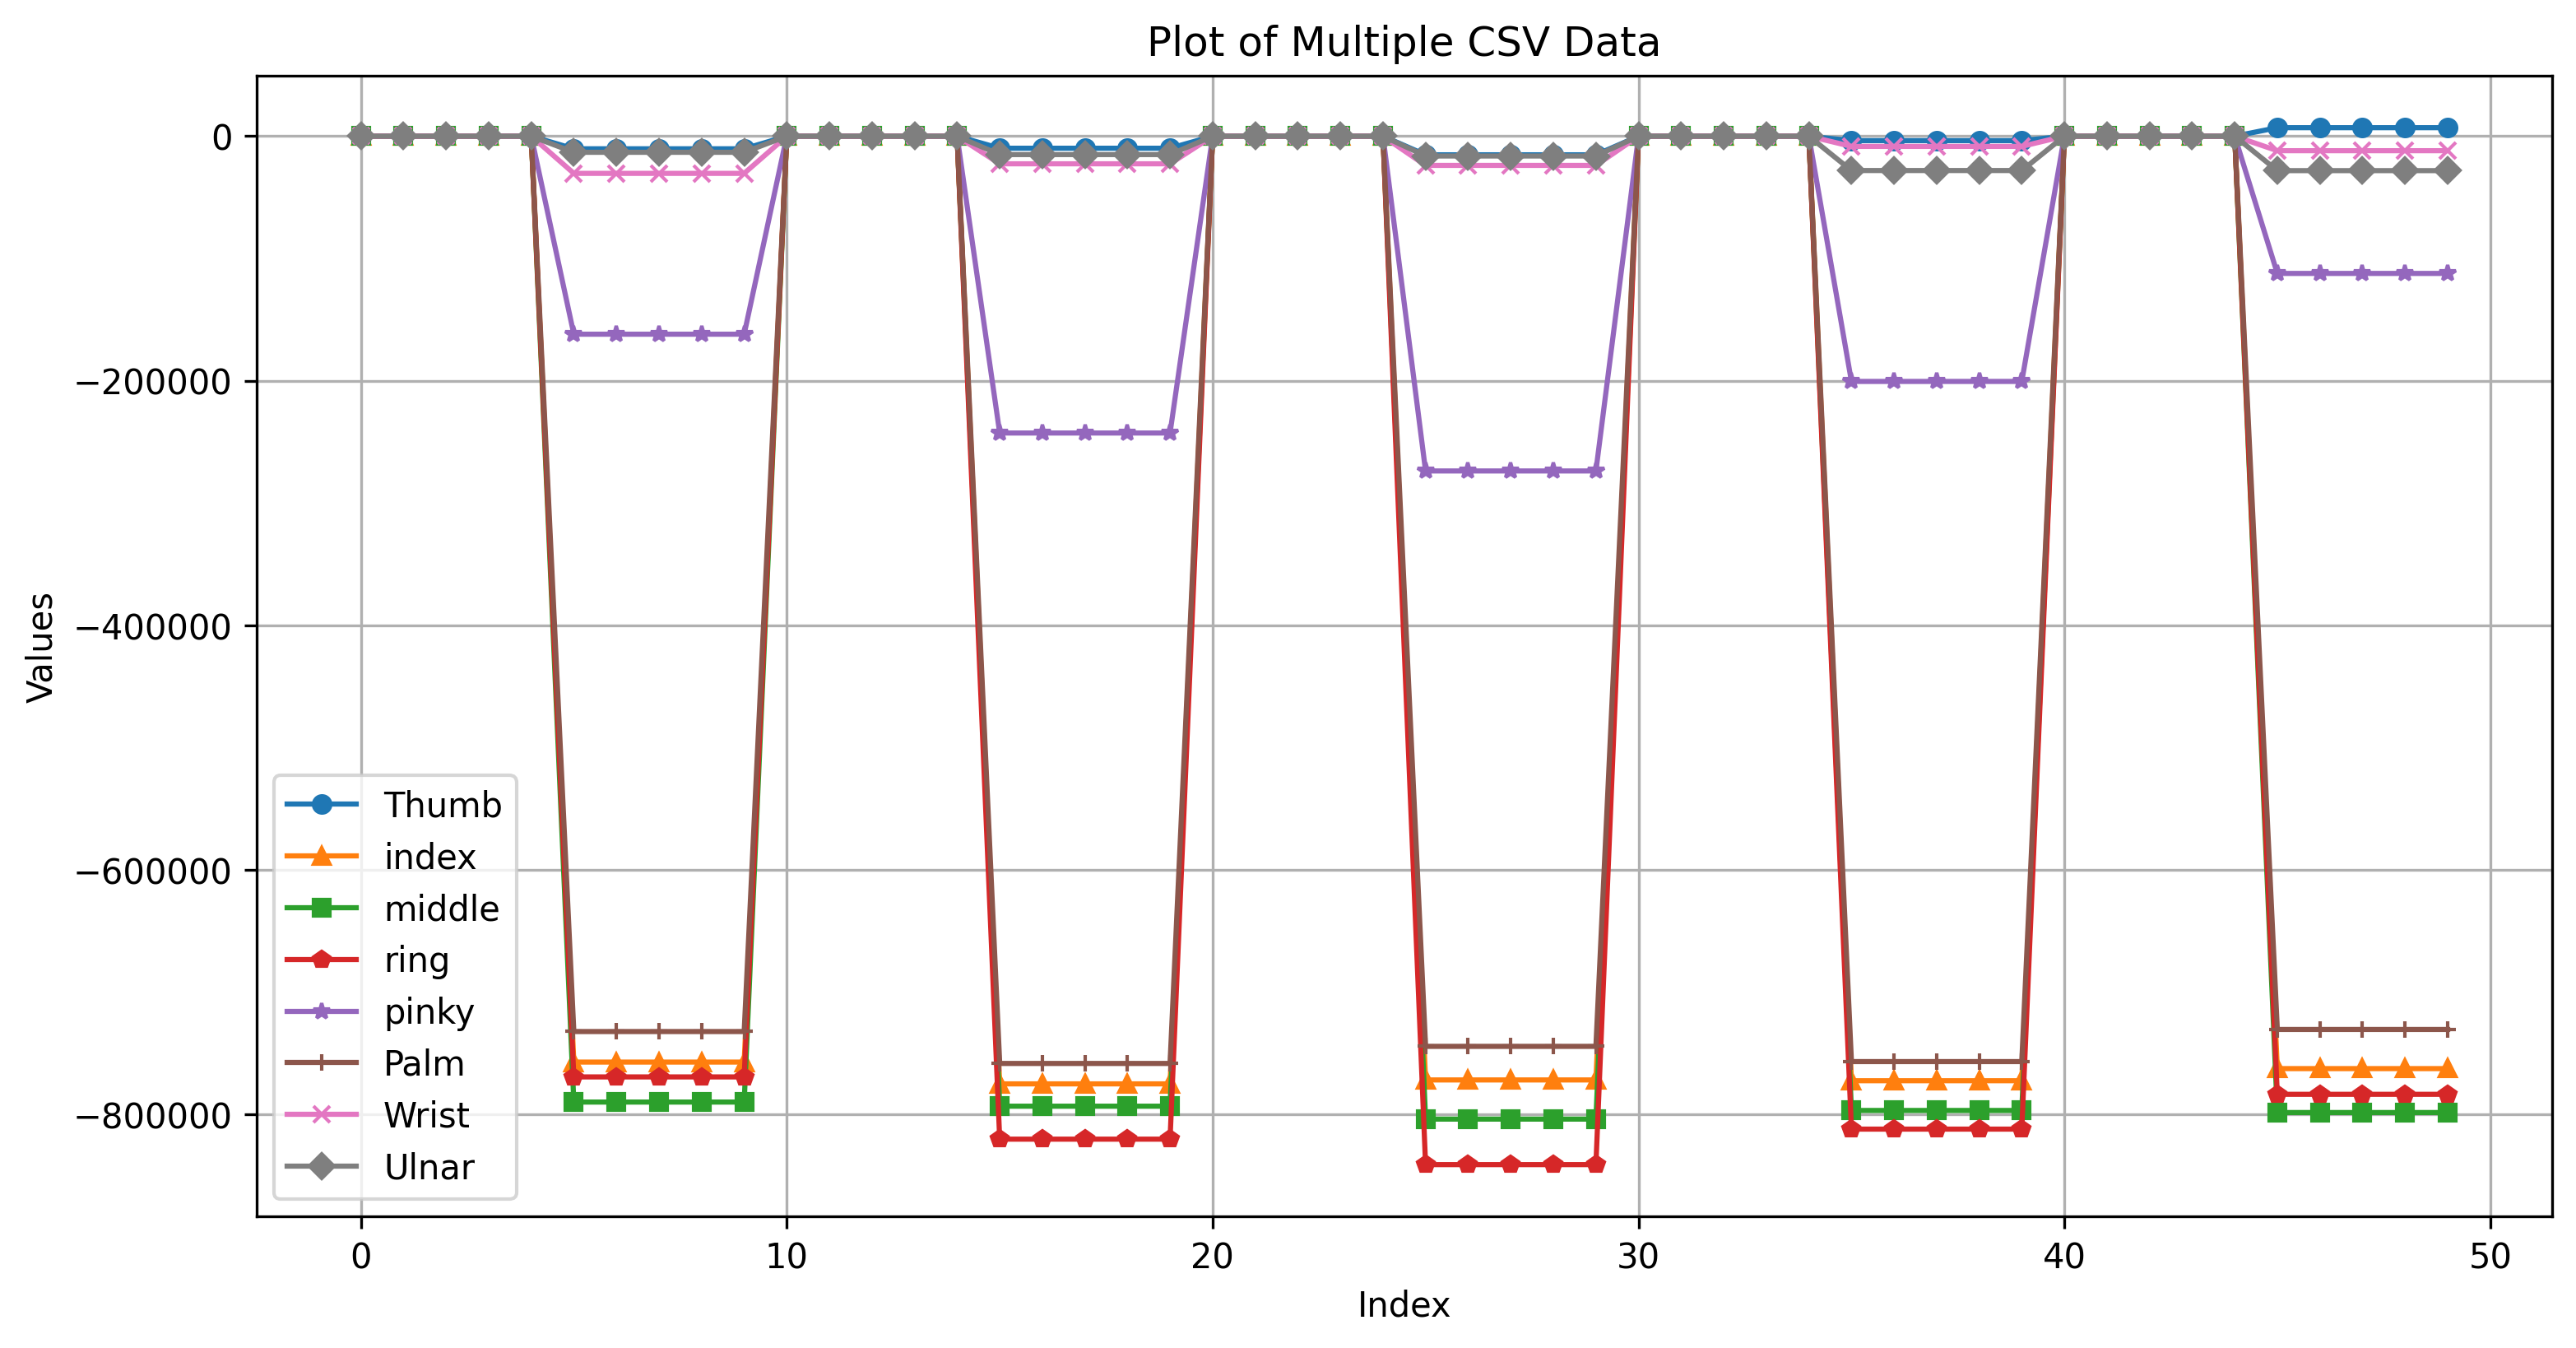 Plot of Multiple CSV Data
0
−200000
−400000
−600000
−800000
Values
Thumb
index
middle
ring
pinky
Palm
Wrist
Ulnar
0 10 20 30 40 50
Index